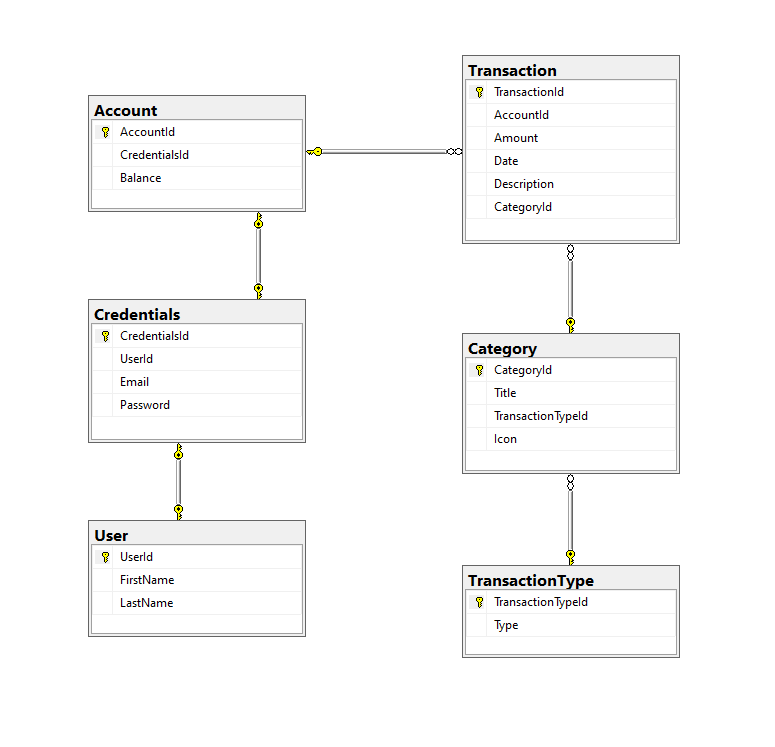 Account
AccountId
CredentialsId
Balance
Credentials
CredentialsId
UserId
Email
Password
User
UserId
FirstName
LastName
Transaction
TransactionId
AccountId
Amount
Date
Description
CategoryId
Category
CategoryId
Title
TransactionTypeId
Icon
TransactionType
TransactionTypeId
Type